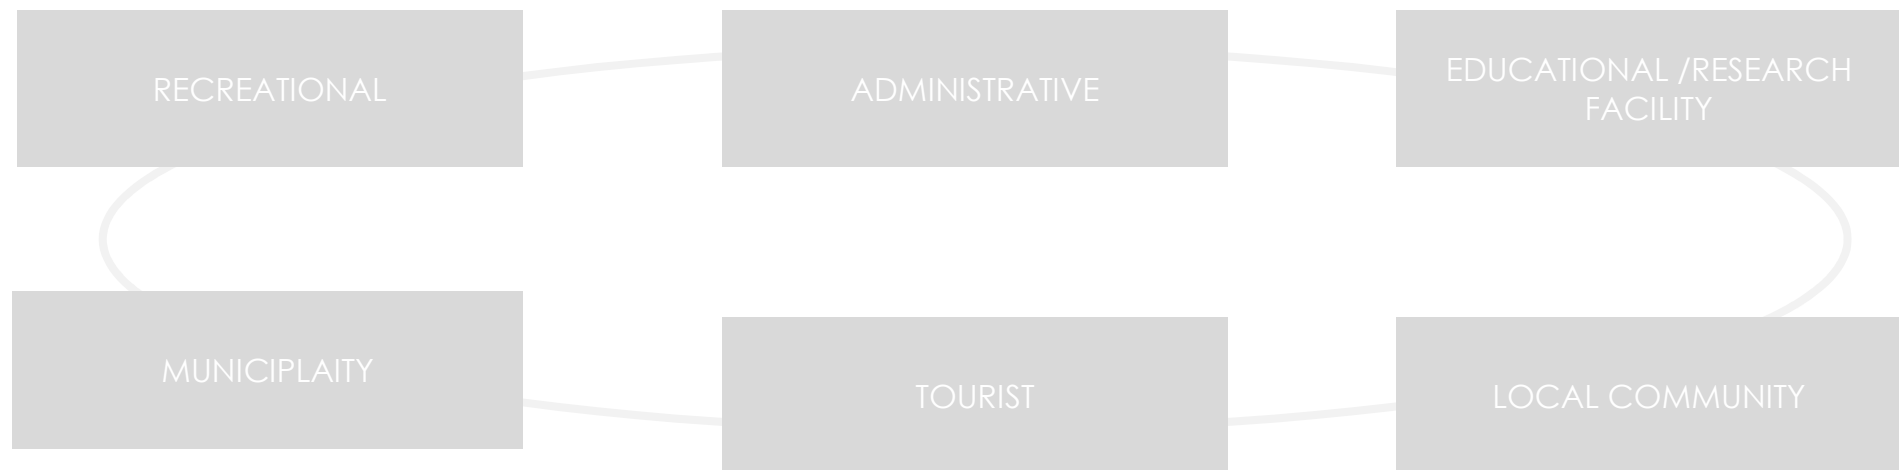 RECREATIONAL
ADMINISTRATIVE
EDUCATIONAL /RESEARCH
FACILITY
MUNICIPLAITY
TOURIST
LOCAL COMMUNITY